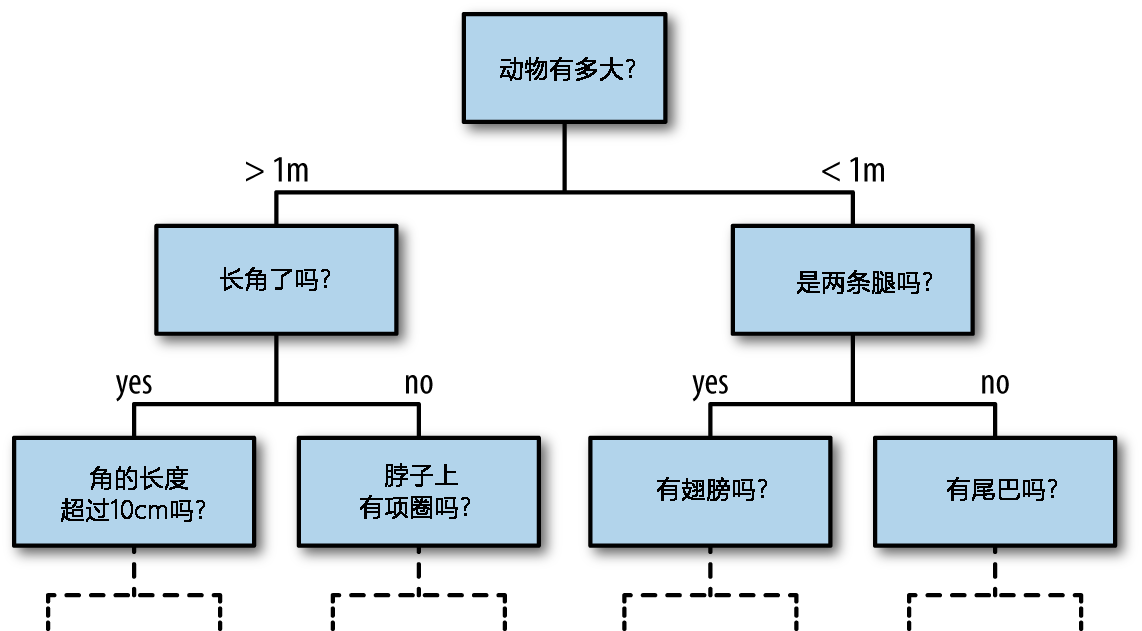 动物有多大?
> 1m
< 1m
长角了吗?
是两条腿吗?
yes
no
yes
no
角的长度
超过10cm吗?
脖子上
有项圈吗?
有翅膀吗?
有尾巴吗?